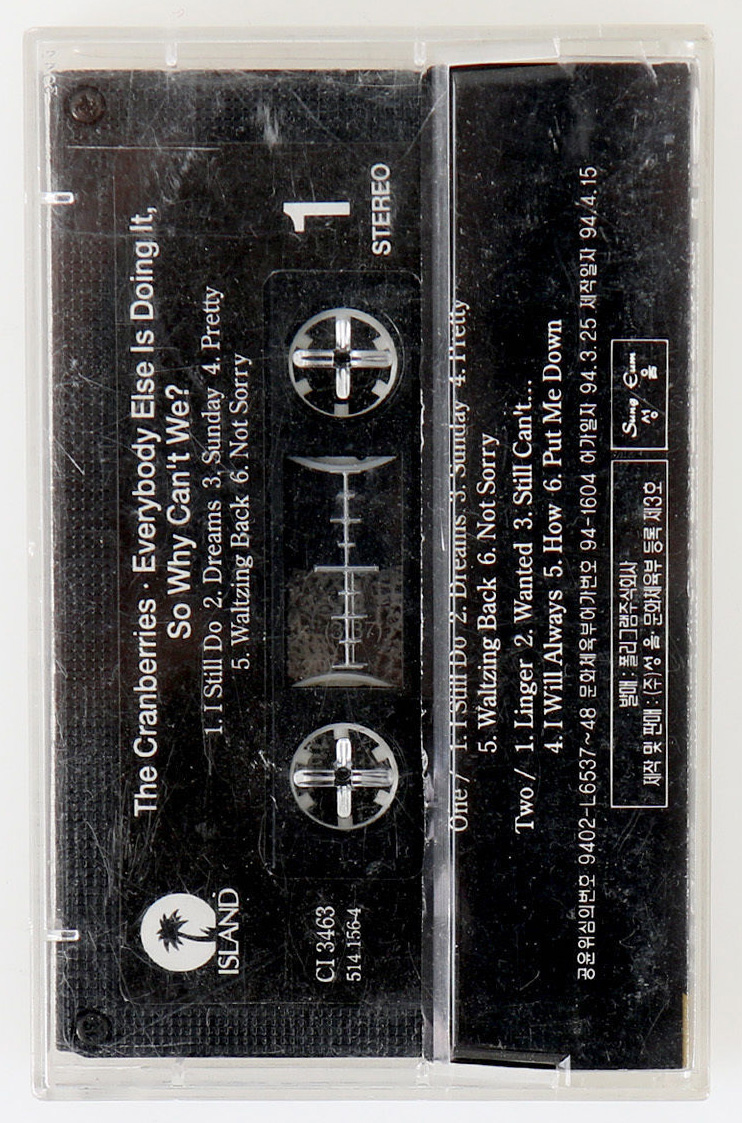 The Cranberries · Everybody Else Is Doing It,
So Why Can't We?
1. I Still Do 2. Dreams 3. Sunday 4. Pretty
5. Waltzing Back 6. Not Sorry
1
STEREO
ISLAND
CI 3463
514 156-4
One / 1. I Still Do 2. Dreams 3. Sunday 4. Pretty
5. Waltzing Back 6. Not Sorry
Two / 1. Linger 2. Wanted 3. Still Can't...
4. I Will Always 5. How 6. Put Me Down
공윤위심의번호 9402-L6537~48 문화체육부허가번호 94-1604 허가일자 94.3.25 제작일자 94.4.15
발매 : 폴리그램주식회사
제작 및 판매 : (주)성 음 문화체육부 등록 제3호
Sung Eum
성 음